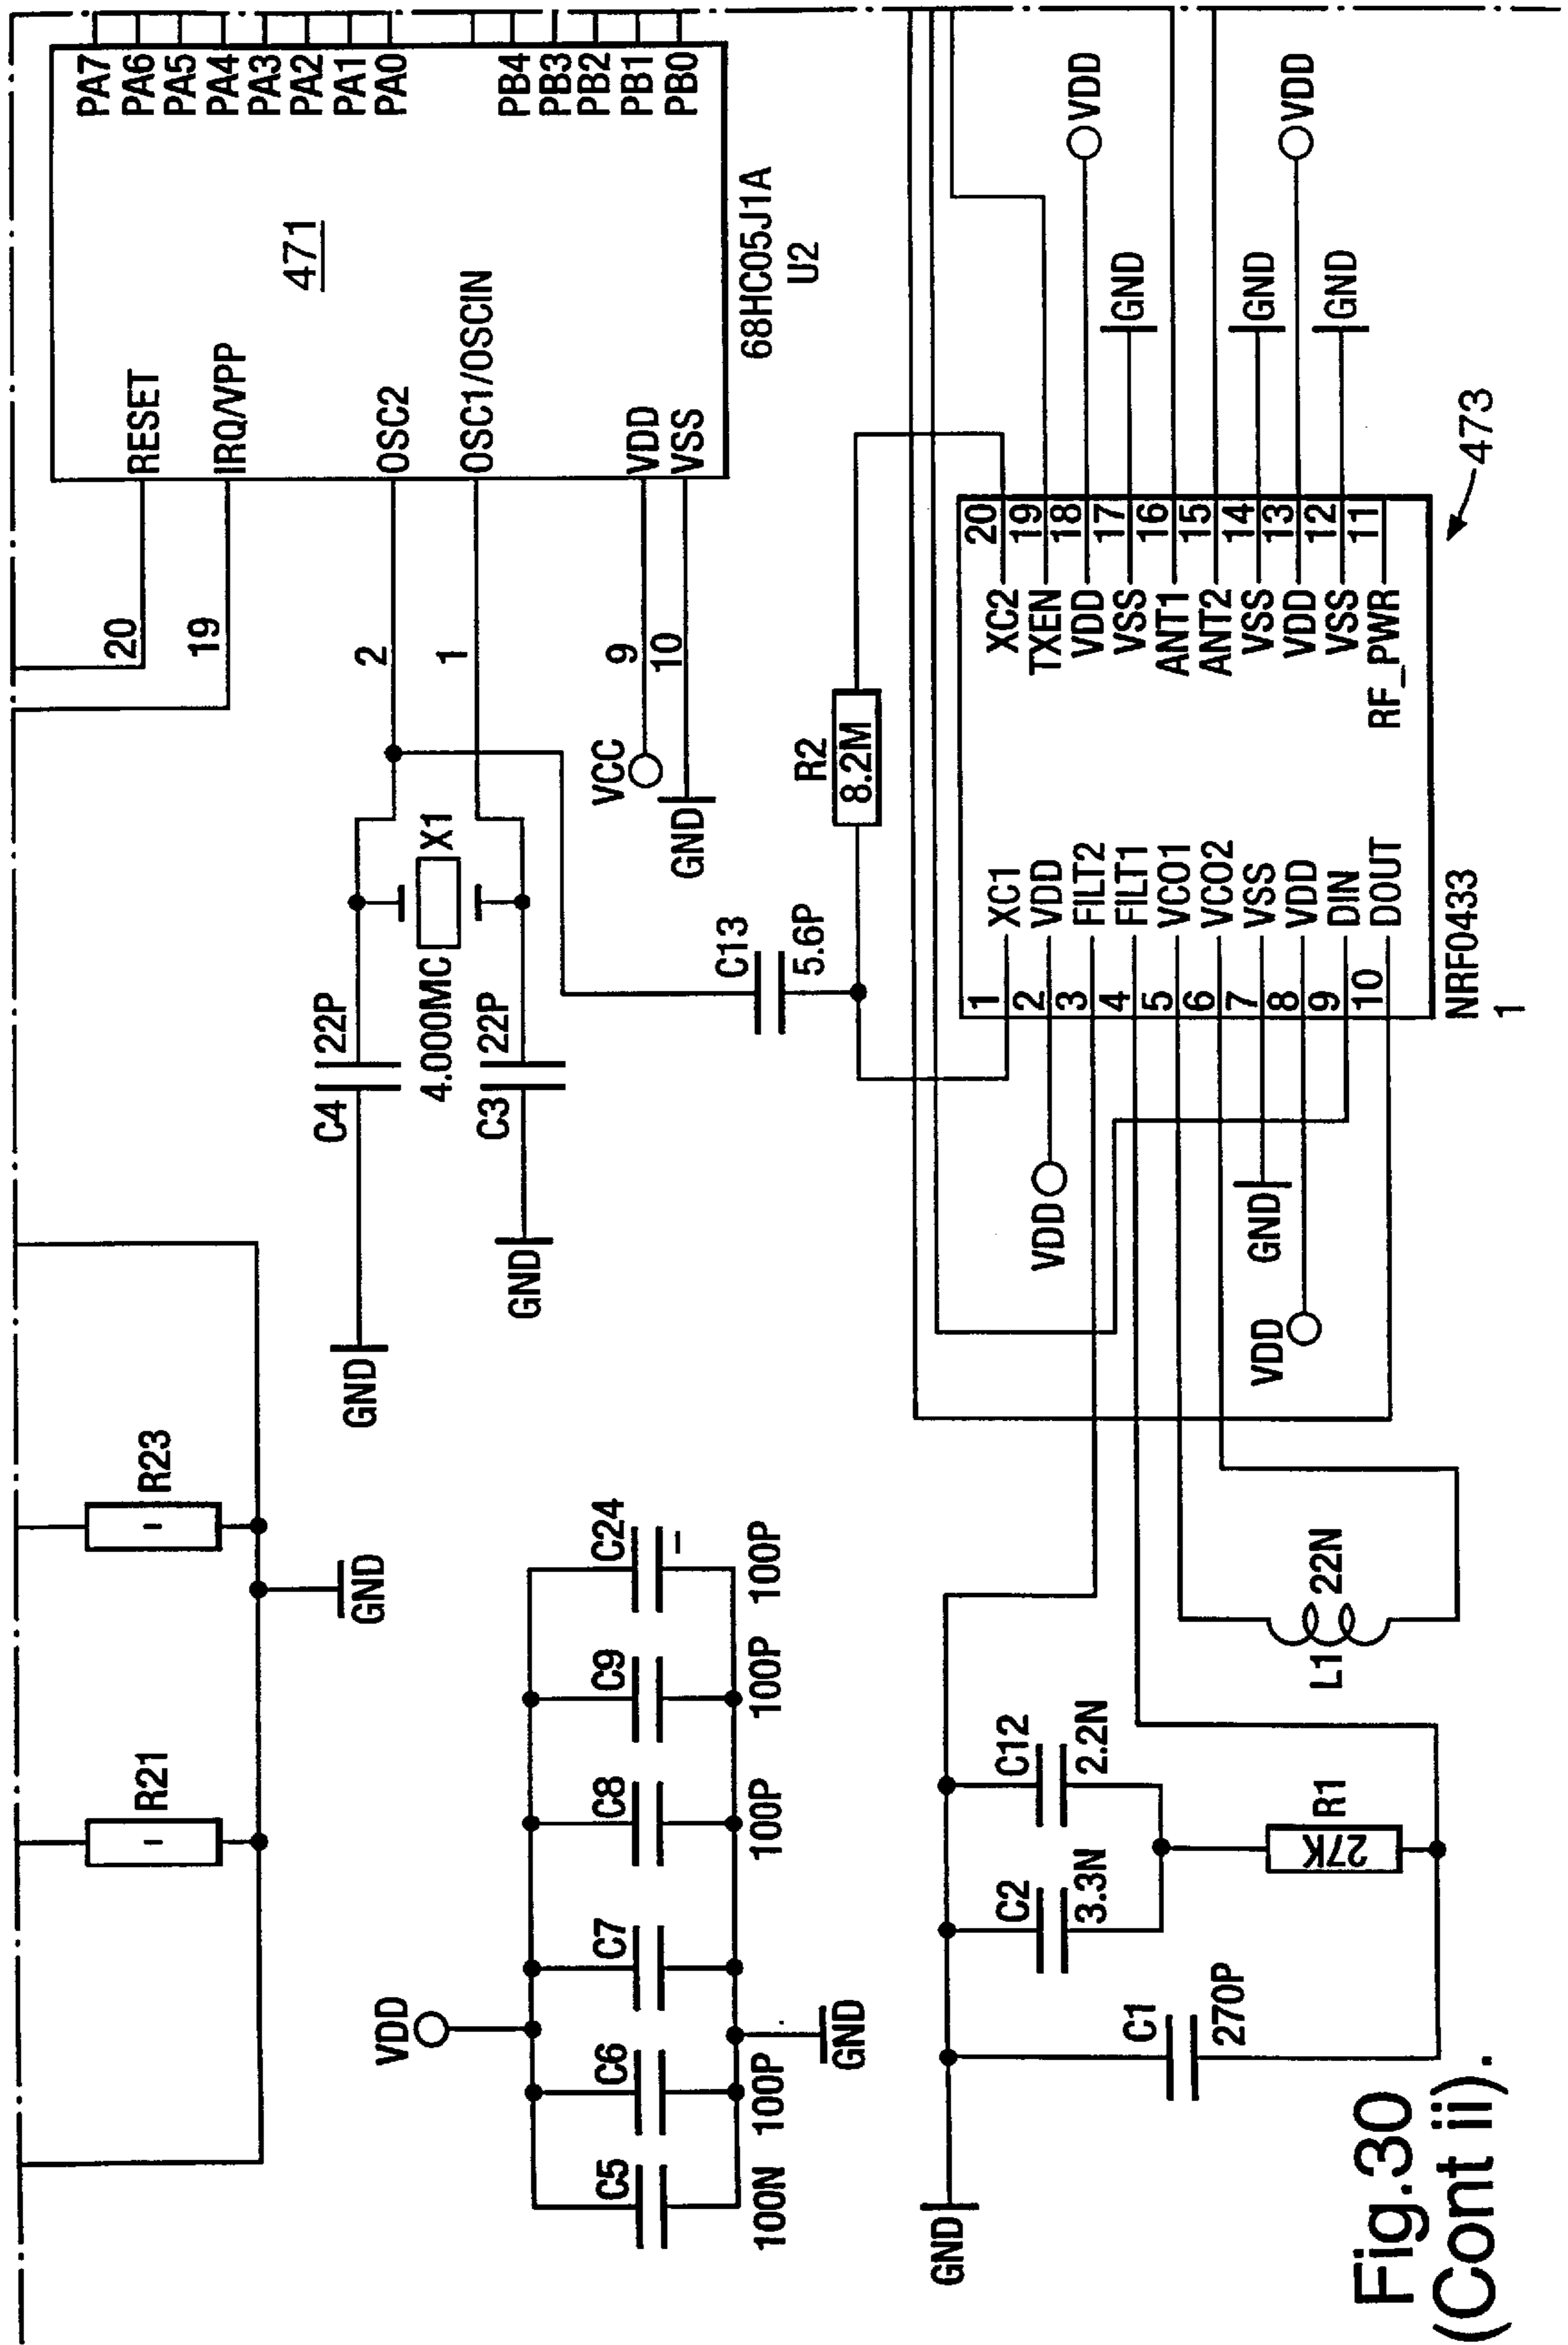 R21
-
R23
-
GND
20
RESET
19
IRQ/VPP
2
OSC2
1
OSC1/OSCIN
9
VDD
10
VSS
471
PA7
PA6
PA5
PA4
PA3
PA2
PA1
PA0
PB4
PB3
PB2
PB1
PB0
68HC05J1A
U2
GND
C4
22P
X1
4.000MC
GND
C3
22P
VCC
GND
VDD
C5
100N
C6
100P
C7
C8
100P
C9
100P
C24
-
100P
GND
C13
5.6P
R2
8.2M
GND
C1
270P
C2
3.3N
C12
2.2N
R1
27K
L1
22N
VDD
GND
VDD
1
XC1
2
VDD
3
FILT2
4
FILT1
5
VCO1
6
VCO2
7
VSS
8
VDD
9
DIN
10
DOUT
XC2
20
TXEN
19
VDD
18
VSS
17
ANT1
16
ANT2
15
VSS
14
VDD
13
VSS
12
RF_PWR
11
VDD
GND
GND
VDD
GND
NRF0433
1
473
Fig.30
(Cont ii).